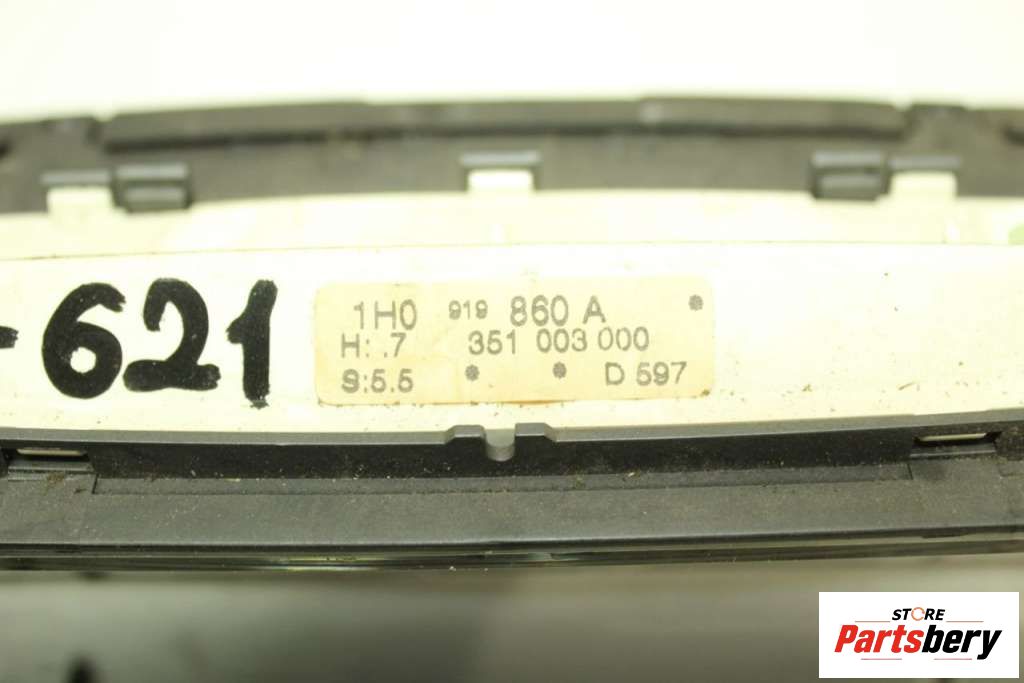 -621
1H0 919 860 A *
H: .7 351 003 000
S:5.5 * * D 597
STORE
Partsbery